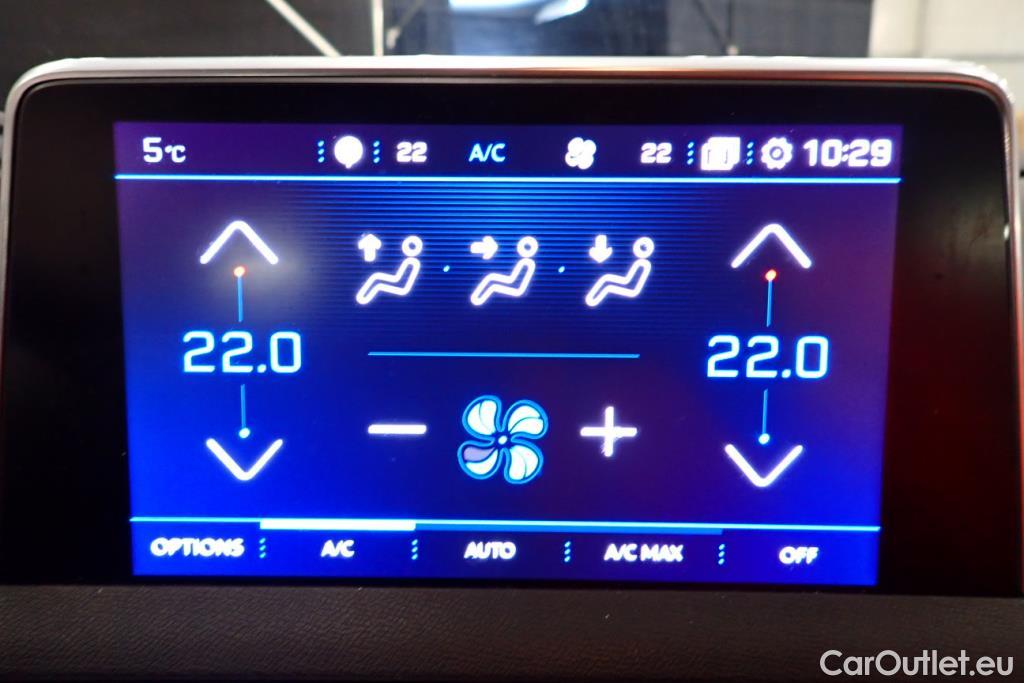 5°C 22 A/C 22 10:29
22.0 22.0
OPTIONS A/C AUTO A/C MAX OFF
CarOutlet.eu